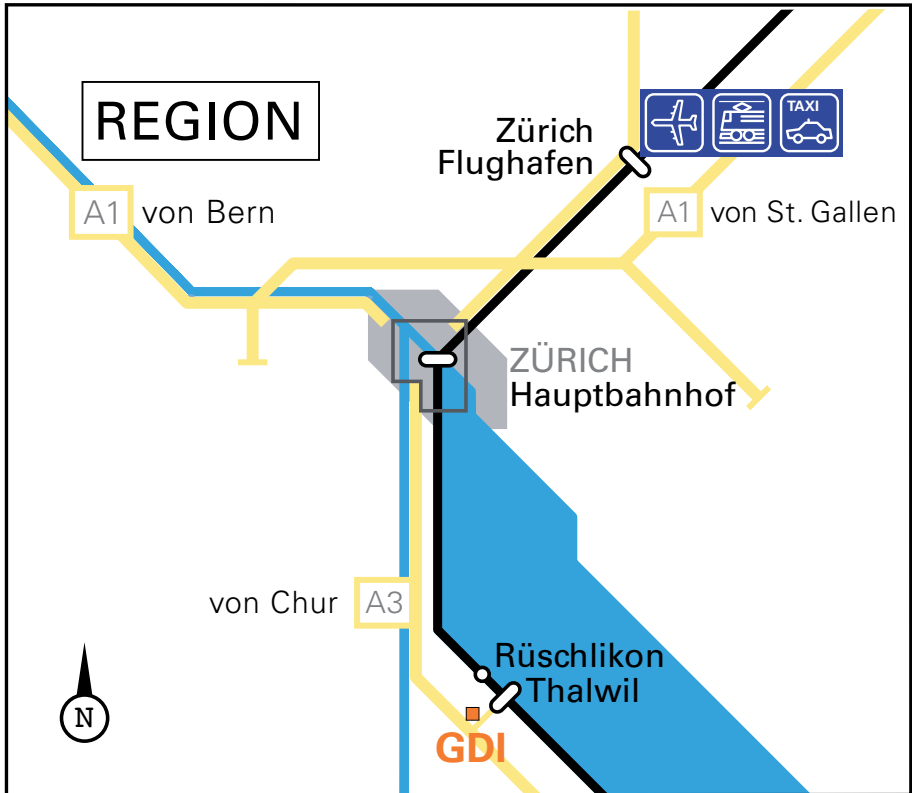 REGION
Zürich
Flughafen
TAXI
A1 von Bern
A1 von St. Gallen
ZÜRICH
Hauptbahnhof
von Chur A3
Rüschlikon
Thalwil
N
GDI